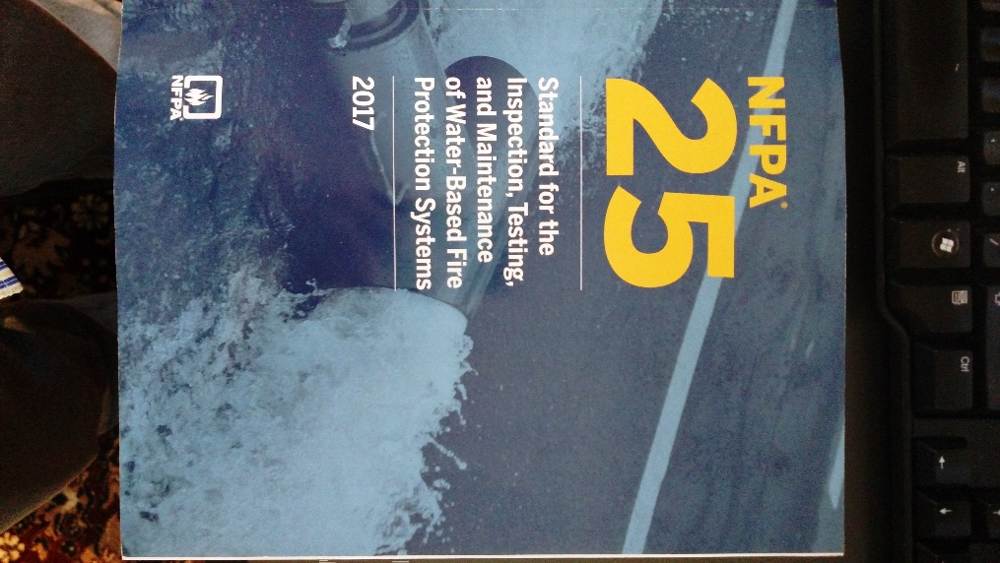 NFPA®
25
Standard for the
Inspection, Testing,
and Maintenance
of Water-Based Fire
Protection Systems
2017
NFPA
Alt
Ctrl